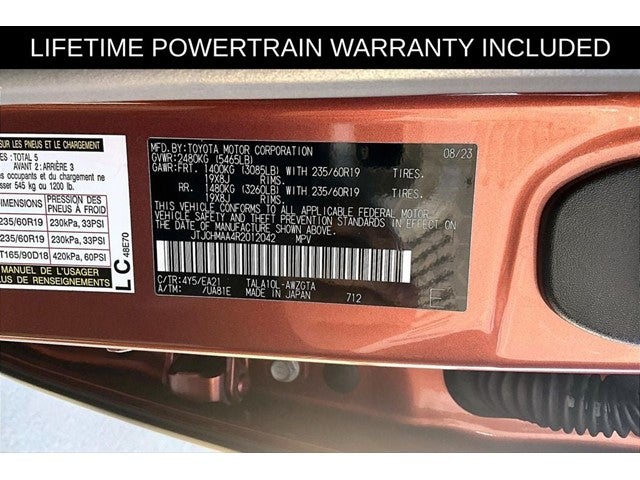 LIFETIME POWERTRAIN WARRANTY INCLUDED
SUR LES PNEUS ET LE CHARGEMENT
TOTAL 5
AVANT 2: ARRIÈRE 3
occupants et du chargement ne
545 kg ou 1200 lb.
DIMENSIONS PRESSION DES PNEUS À FROID
235/60R19 230kPa, 33PSI
235/60R19 230kPa, 33PSI
T165/90D18 420kPa, 60PSI
MANUEL DE L'USAGER
PLUS DE RENSEIGNEMENTS
LC 48E70
MFD.BY:TOYOTA MOTOR CORPORATION 08/23
GVWR:2480KG (5465LB)
GAWR:FRT. 1400KG (3085LB) WITH 235/60R19 TIRES.
19X8J RIMS
RR. 1480KG (3260LB) WITH 235/60R19 TIRES.
19X8J RIMS
THIS VEHICLE CONFORMS TO ALL APPLICABLE FEDERAL MOTOR
VEHICLE SAFETY AND THEFT PREVENTION STANDARDS IN EFFECT ON
THE DATE OF MANUFACTURE SHOWN ABOVE.
JTJCHMAA4R2012042 MPV
C/TR:4Y5/EA21 TALA10L-AWZGTA
A/TM: /UA81E MADE IN JAPAN 712
E